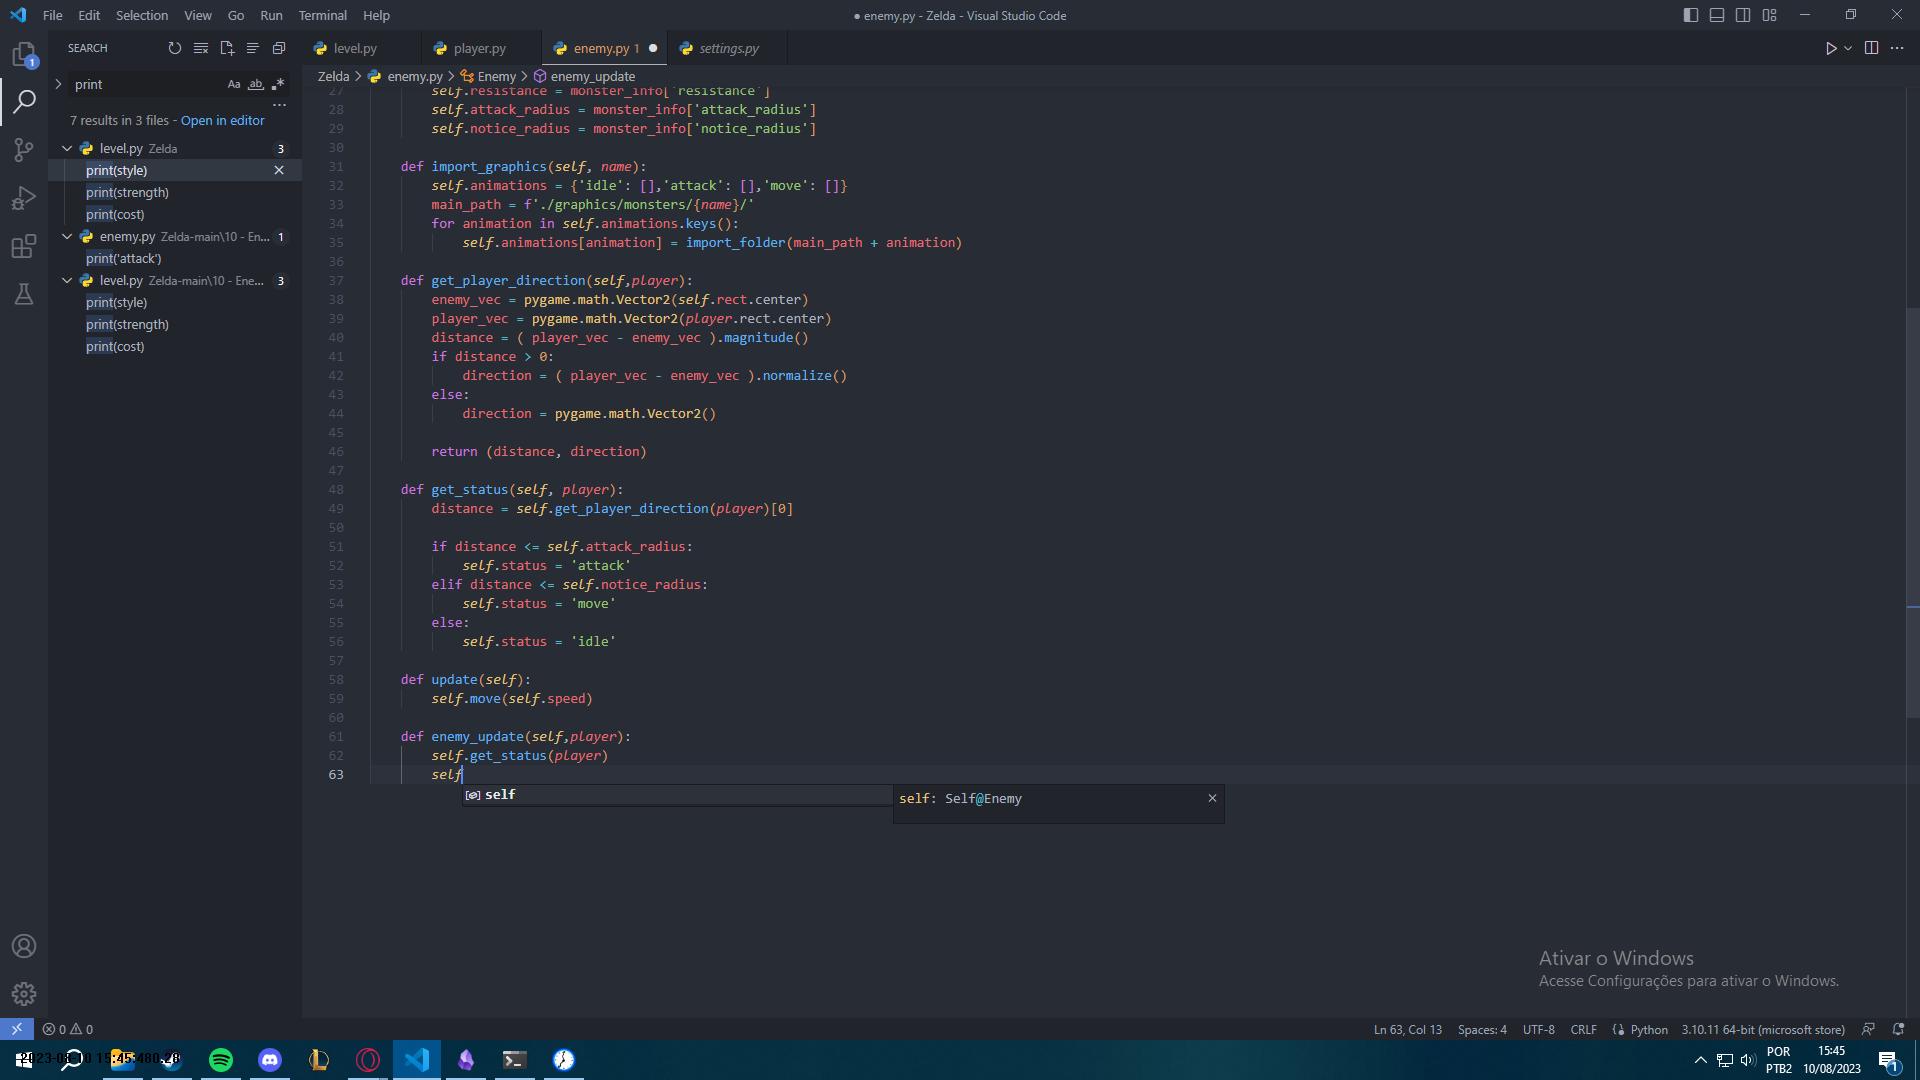 File Edit Selection View Go Run Terminal Help
● enemy.py - Zelda - Visual Studio Code
SEARCH
level.py
player.py
enemy.py 1
settings.py
print
Aa ab
7 results in 3 files - Open in editor
level.py Zelda 3
print(style)
print(strength)
print(cost)
enemy.py Zelda-main\10 - En... 1
print('attack')
level.py Zelda-main\10 - Ene... 3
print(style)
print(strength)
print(cost)
Zelda > enemy.py > Enemy > enemy_update
27 self.resistance = monster_info['resistance']
28 self.attack_radius = monster_info['attack_radius']
29 self.notice_radius = monster_info['notice_radius']
30
31 def import_graphics(self, name):
32 self.animations = {'idle': [],'attack': [],'move': []}
33 main_path = f'./graphics/monsters/{name}/'
34 for animation in self.animations.keys():
35 self.animations[animation] = import_folder(main_path + animation)
36
37 def get_player_direction(self,player):
38 enemy_vec = pygame.math.Vector2(self.rect.center)
39 player_vec = pygame.math.Vector2(player.rect.center)
40 distance = ( player_vec - enemy_vec ).magnitude()
41 if distance > 0:
42 direction = ( player_vec - enemy_vec ).normalize()
43 else:
44 direction = pygame.math.Vector2()
45
46 return (distance, direction)
47
48 def get_status(self, player):
49 distance = self.get_player_direction(player)[0]
50
51 if distance <= self.attack_radius:
52 self.status = 'attack'
53 elif distance <= self.notice_radius:
54 self.status = 'move'
55 else:
56 self.status = 'idle'
57
58 def update(self):
59 self.move(self.speed)
60
61 def enemy_update(self,player):
62 self.get_status(player)
63 self
self
self: Self@Enemy
Ativar o Windows
Acesse Configurações para ativar o Windows.
0 0
Ln 63, Col 13 Spaces: 4 UTF-8 CRLF Python 3.10.11 64-bit (microsoft store)
POR
PTB2
15:45
10/08/2023
1